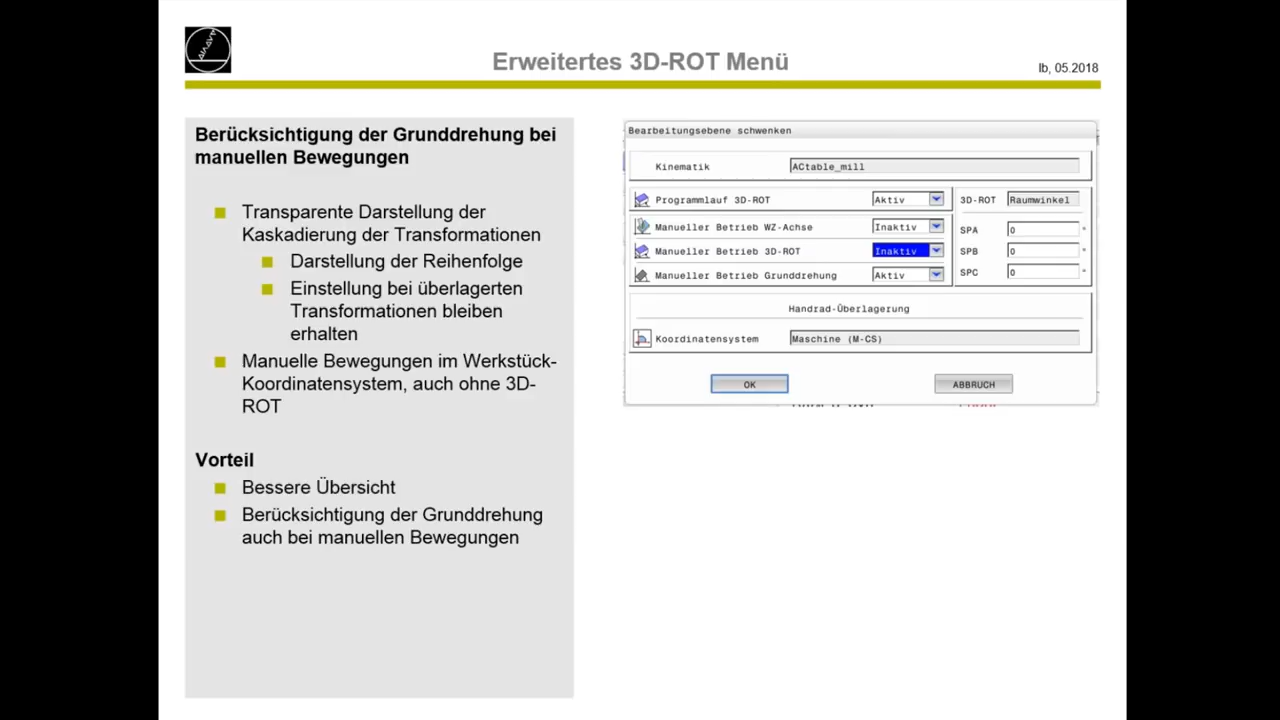 Erweitertes 3D-ROT Menü
lb, 05.2018
Berücksichtigung der Grunddrehung bei
manuellen Bewegungen
Transparente Darstellung der
Kaskadierung der Transformationen
Darstellung der Reihenfolge
Einstellung bei überlagerten
Transformationen bleiben
erhalten
Manuelle Bewegungen im Werkstück-
Koordinatensystem, auch ohne 3D-
ROT
Vorteil
Bessere Übersicht
Berücksichtigung der Grunddrehung
auch bei manuellen Bewegungen
Bearbeitungsebene schwenken
Kinematik ACtable_mill
Programmlauf 3D-ROT Aktiv
Manueller Betrieb WZ-Achse Inaktiv
Manueller Betrieb 3D-ROT Inaktiv
Manueller Betrieb Grunddrehung Aktiv
3D-ROT Raumwinkel
SPA 0 °
SPB 0 °
SPC 0 °
Handrad-Überlagerung
Koordinatensystem Maschine (M-CS)
OK ABBRUCH